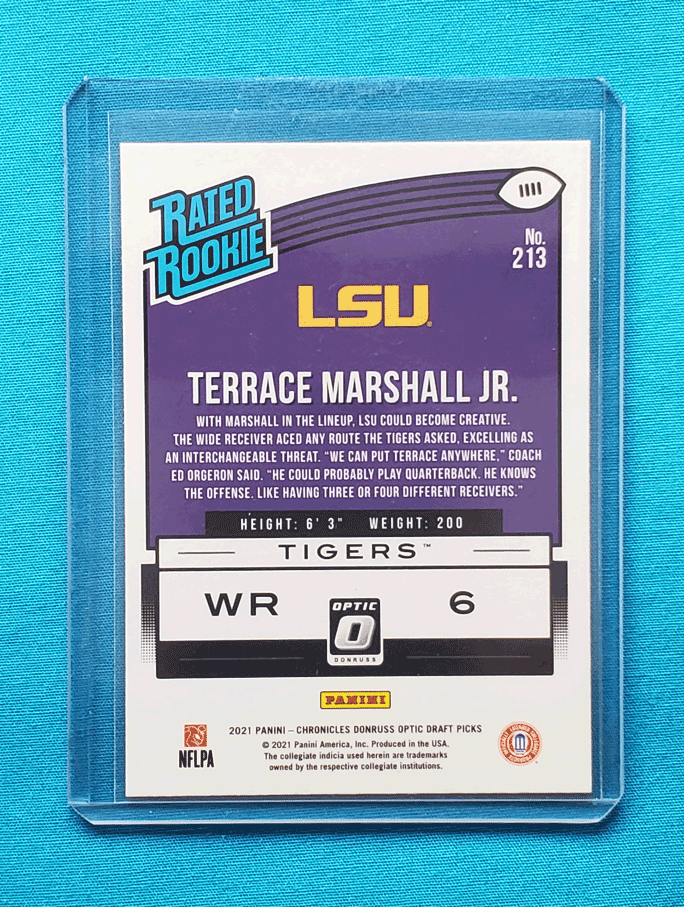 RATED
ROOKIE
No.
213
LSU®
TERRACE MARSHALL JR.
WITH MARSHALL IN THE LINEUP, LSU COULD BECOME CREATIVE.
THE WIDE RECEIVER ACED ANY ROUTE THE TIGERS ASKED, EXCELLING AS
AN INTERCHANGEABLE THREAT. “WE CAN PUT TERRACE ANYWHERE,” COACH
ED ORGERON SAID. “HE COULD PROBABLY PLAY QUARTERBACK. HE KNOWS
THE OFFENSE. LIKE HAVING THREE OR FOUR DIFFERENT RECEIVERS.”
HEIGHT: 6' 3" WEIGHT: 200
TIGERS™
WR 6
OPTIC
DONRUSS
PANINI
2021 PANINI – CHRONICLES DONRUSS OPTIC DRAFT PICKS
© 2021 Panini America, Inc. Produced in the USA.
The collegiate indicia used herein are trademarks
owned by the respective collegiate institutions.
NFLPA